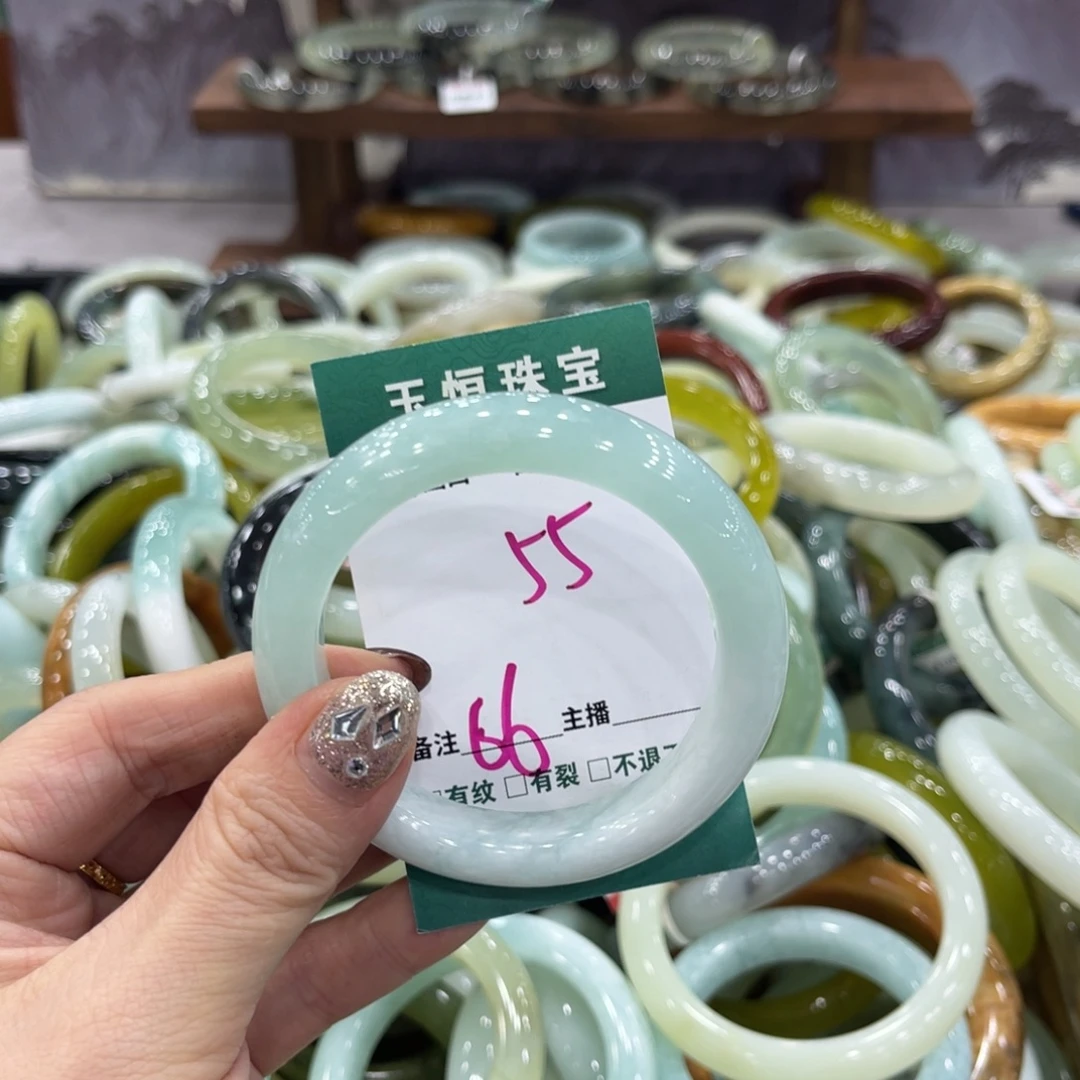 玉恒珠宝
55
备注 66 主播
□有纹 □有裂 □不退